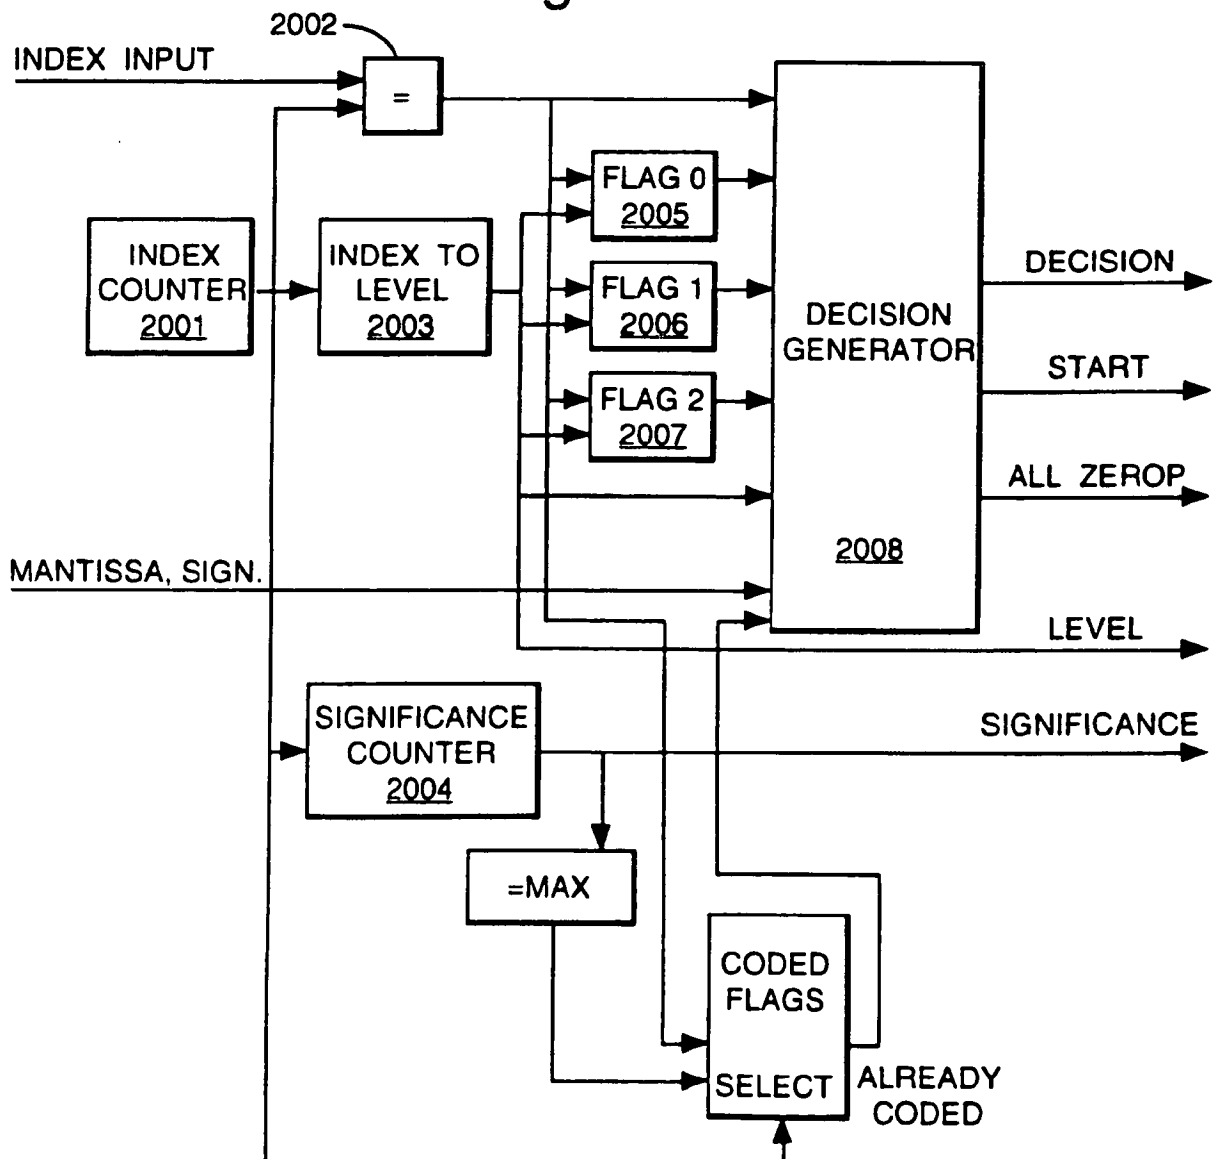 g
2002
INDEX INPUT
=
FLAG 0
2005
INDEX
COUNTER
2001
INDEX TO
LEVEL
2003
FLAG 1
2006
FLAG 2
2007
DECISION
GENERATOR
2008
DECISION
START
ALL ZEROP
MANTISSA, SIGN.
LEVEL
SIGNIFICANCE
COUNTER
2004
SIGNIFICANCE
=MAX
CODED
FLAGS
SELECT
ALREADY
CODED